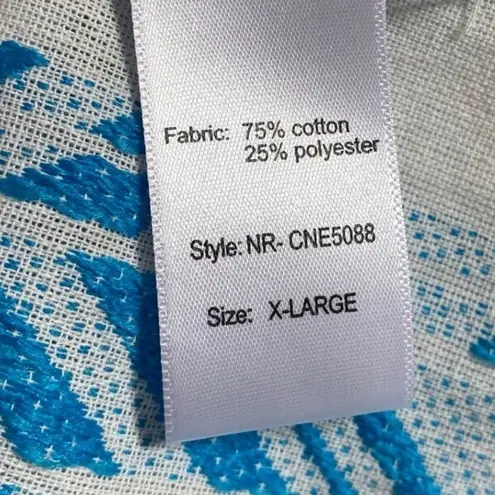 Fabric: 75% cotton
25% polyester
Style: NR- CNE5088
Size: X-LARGE